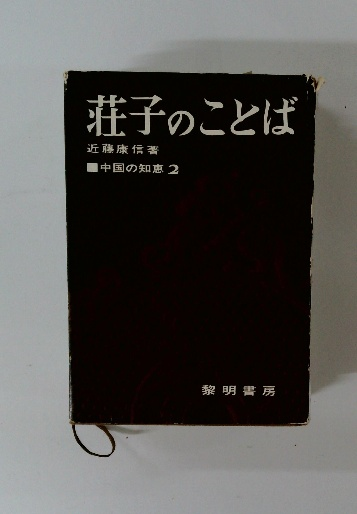 荘子のことば
近藤康信著
■中国の知恵2
黎明書房